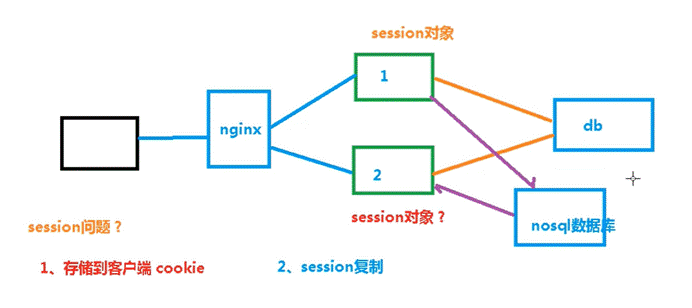 session对象
1
nginx
db
2
session对象？
nosql数据库
session问题？
1、存储到客户端 cookie
2、session复制